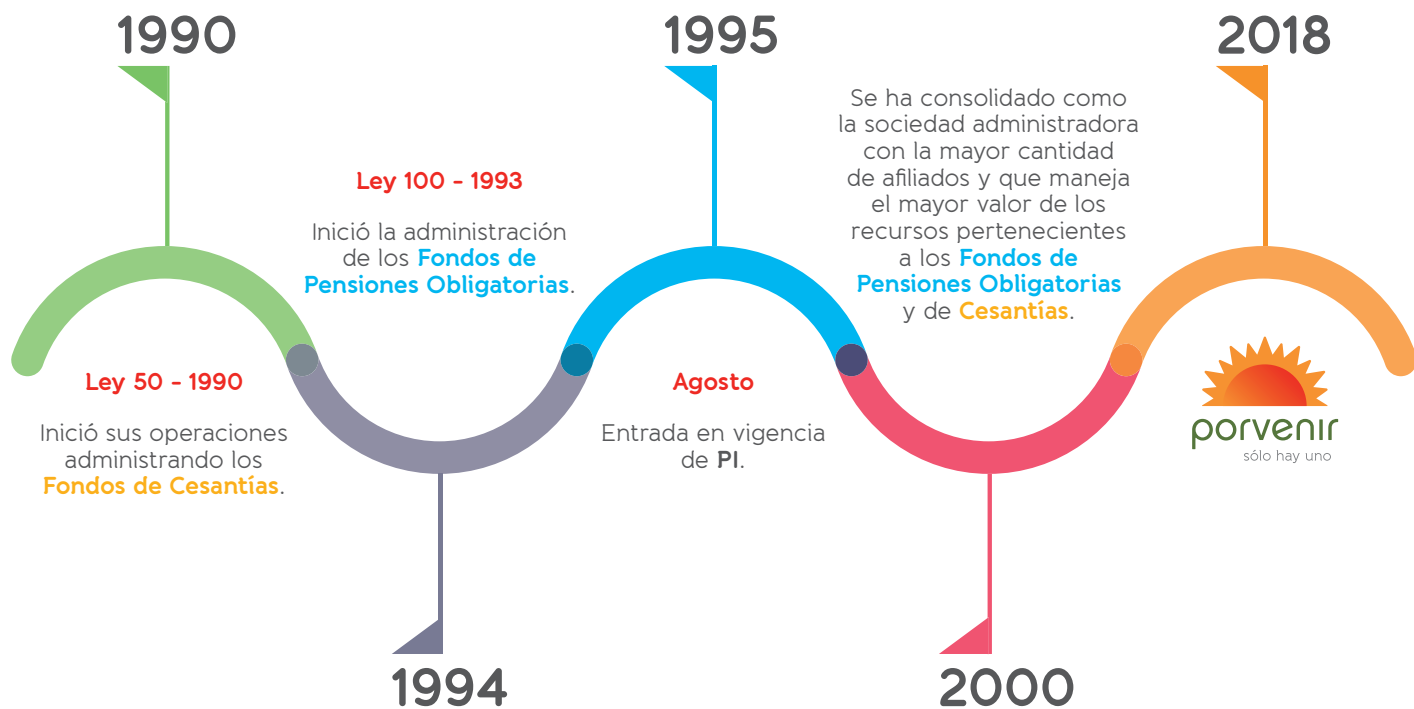 1990
Ley 50 - 1990
Inició sus operaciones
administrando los
Fondos de Cesantías.
Ley 100 - 1993
Inició la administración
de los Fondos de
Pensiones Obligatorias.
1994
1995
Agosto
Entrada en vigencia
de PI.
Se ha consolidado como
la sociedad administradora
con la mayor cantidad
de afiliados y que maneja
el mayor valor de los
recursos pertenecientes
a los Fondos de
Pensiones Obligatorias
y de Cesantías.
2000
2018
porvenir
sólo hay uno